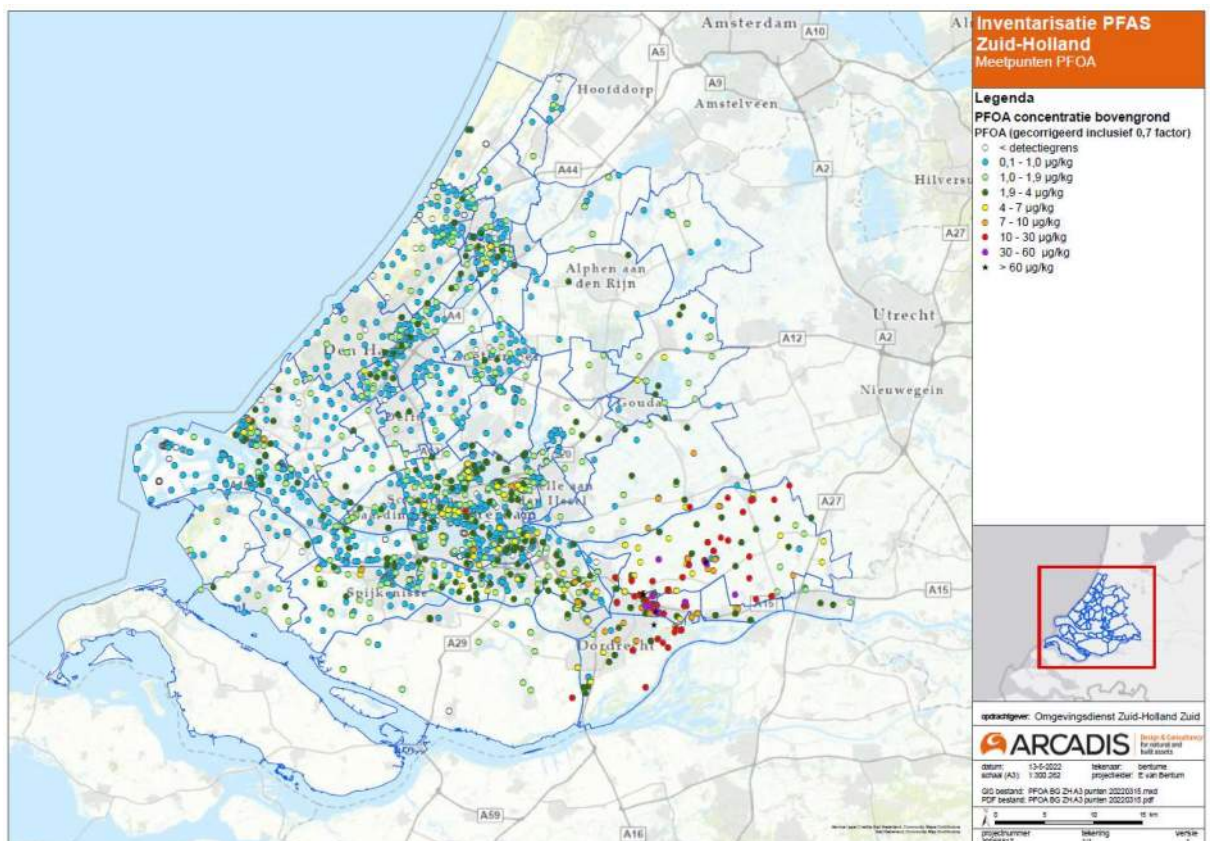 Amsterdam
A10
A5
A9
Hoofddorp
Amstelveen
A2
A44
Hilversu
A27
Alphen aan
den Rijn
Utrecht
A4
A12
A2
Den Ha
Nieuwegein
Gouda
A20
A27
Spijkenisse
A15
A15
A29
Dordrecht
A59
A16
Inventarisatie PFAS
Zuid-Holland
Meetpunten PFOA
Legenda
PFOA concentratie bovengrond
PFOA (gecorrigeerd inclusief 0,7 factor)
< detectiegrens
0,1 - 1,0 µg/kg
1,0 - 1,9 µg/kg
1,9 - 4 µg/kg
4 - 7 µg/kg
7 - 10 µg/kg
10 - 30 µg/kg
30 - 60 µg/kg
> 60 µg/kg
opdrachtgever: Omgevingsdienst Zuid-Holland Zuid
ARCADIS
Design & Consultancy
for natural and
built assets
datum: 13-5-2022 tekenaar: bentume
schaal (A3): 1:300.262 projectleider: E van Bentum
GIS bestand: PFOA BG ZH A3 punten 20220315.mxd
PDF bestand: PFOA BG ZH A3 punten 20220315.pdf
0 5 10 15 km
projectnummer tekening versie